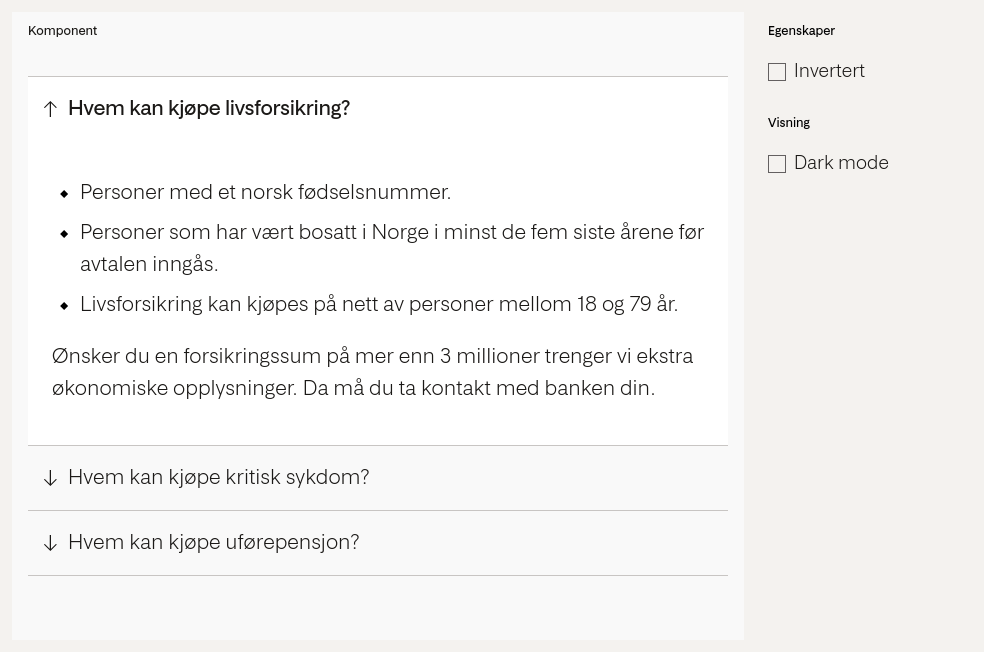 Komponent
Hvem kan kjøpe livsforsikring?
Personer med et norsk fødselsnummer.
Personer som har vært bosatt i Norge i minst de fem siste årene før
avtalen inngås.
Livsforsikring kan kjøpes på nett av personer mellom 18 og 79 år.
Ønsker du en forsikringssum på mer enn 3 millioner trenger vi ekstra
økonomiske opplysninger. Da må du ta kontakt med banken din.
Hvem kan kjøpe kritisk sykdom?
Hvem kan kjøpe uførepensjon?
Egenskaper
Invertert
Visning
Dark mode